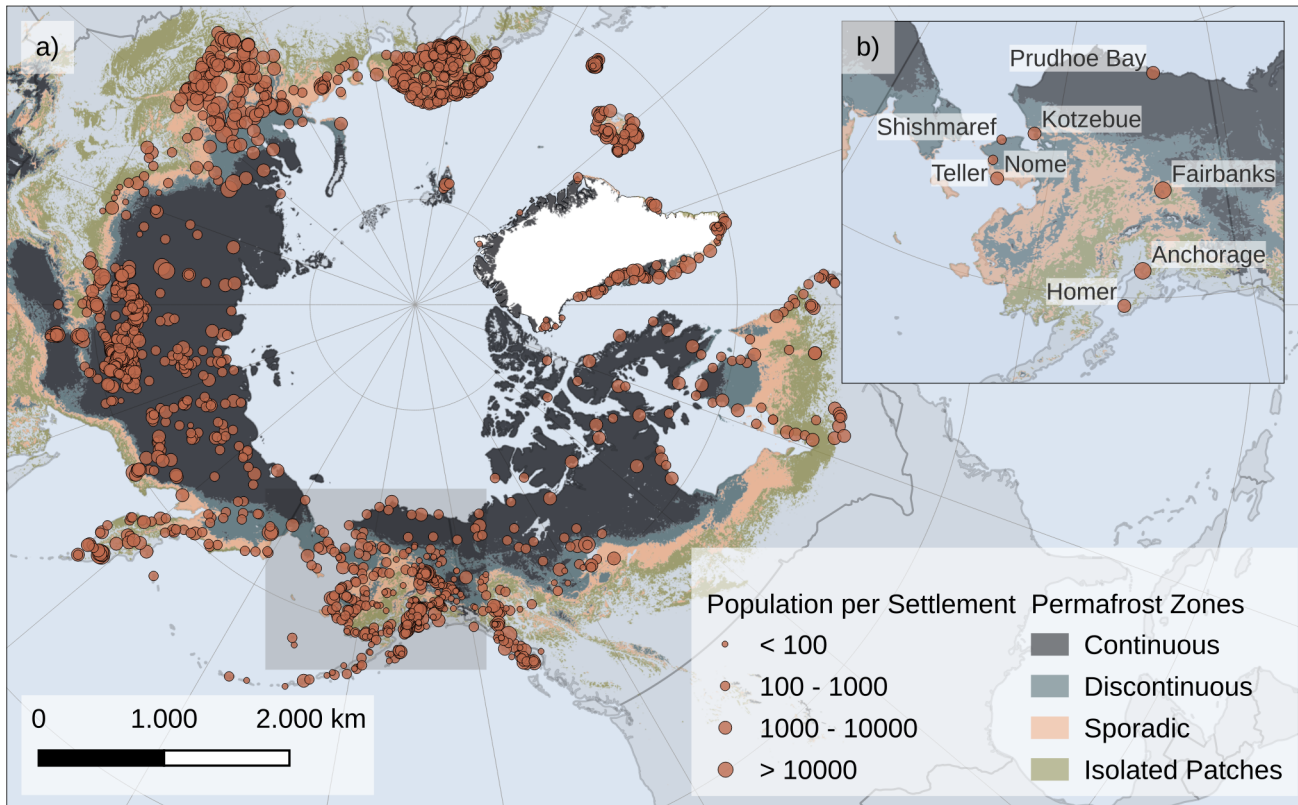 a)
b)
Prudhoe Bay
Shishmaref
Kotzebue
Teller
Nome
Fairbanks
Anchorage
Homer
Population per Settlement
< 100
100 - 1000
1000 - 10000
> 10000
Permafrost Zones
Continuous
Discontinuous
Sporadic
Isolated Patches
0 1.000 2.000 km